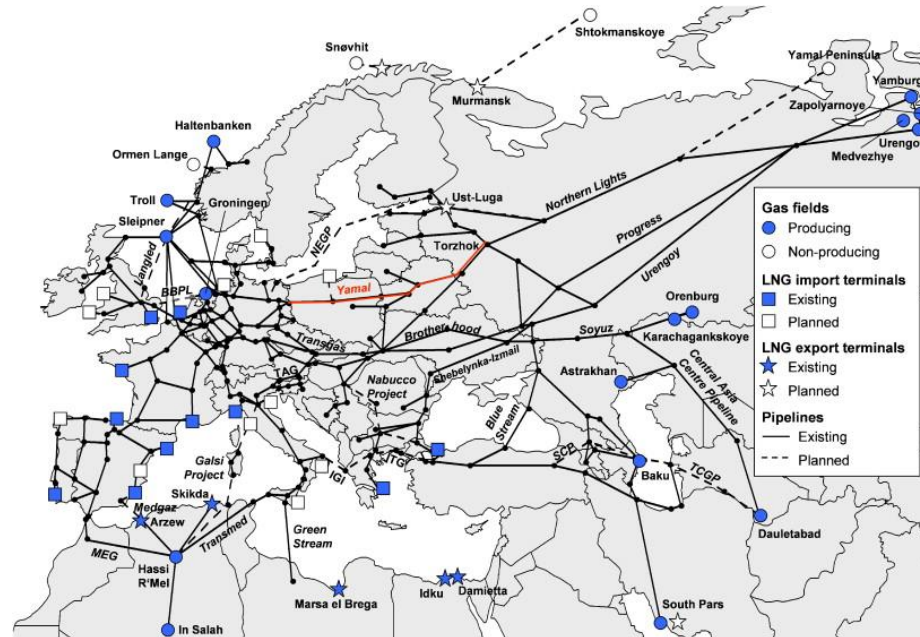 Shtokmanskoye
Snøvhit
Yamal Peninsula
Murmansk
Yamburg
Zapolyarnoye
Haltenbanken
Urengo
Medvezhye
Ormen Lange
Troll
Groningen
Ust-Luga
Northern Lights
Sleipner
NEGP
Torzhok
Progress
Langled
BBPL
Yamal
Urengoy
Orenburg
Transgas
Brother hood
Soyuz
Karachagankskoye
Shebelynka-Izmail
TAG
Nabucco
Project
Astrakhan
Central Asia
Centre Pipeline
Blue
Stream
Galsi
Project
IGI
ITG
SCP
Baku
TCGP
Skikda
Medgaz
Arzew
Transmed
Green
Stream
Dauletabad
MEG
Hassi
R'Mel
Marsa el Brega
Idku
Damietta
South Pars
In Salah
Gas fields
Producing
Non-producing
LNG import terminals
Existing
Planned
LNG export terminals
Existing
Planned
Pipelines
Existing
Planned